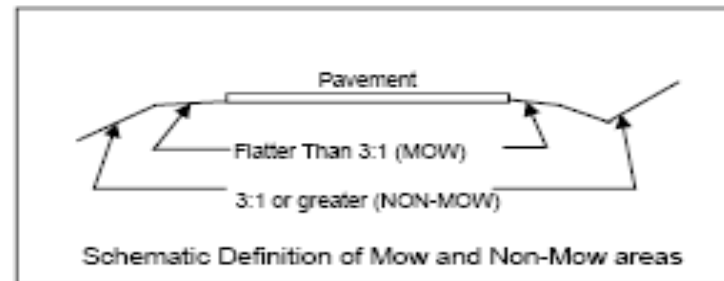 Pavement
Flatter Than 3:1 (MOW)
3:1 or greater (NON-MOW)
Schematic Definition of Mow and Non-Mow areas